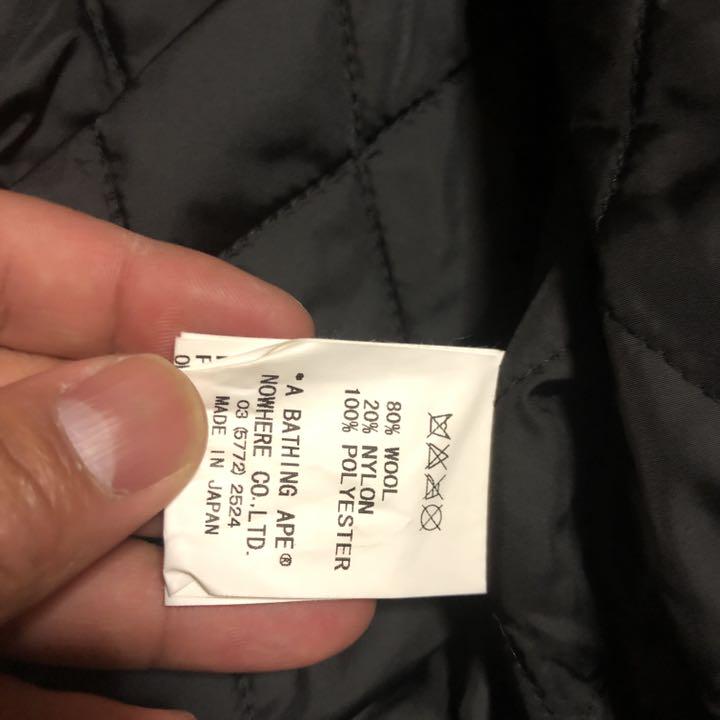 80% WOOL
20% NYLON
100% POLYESTER
*A BATHING APE®
NOWHERE CO.LTD.
03 (5772) 2524
MADE IN JAPAN